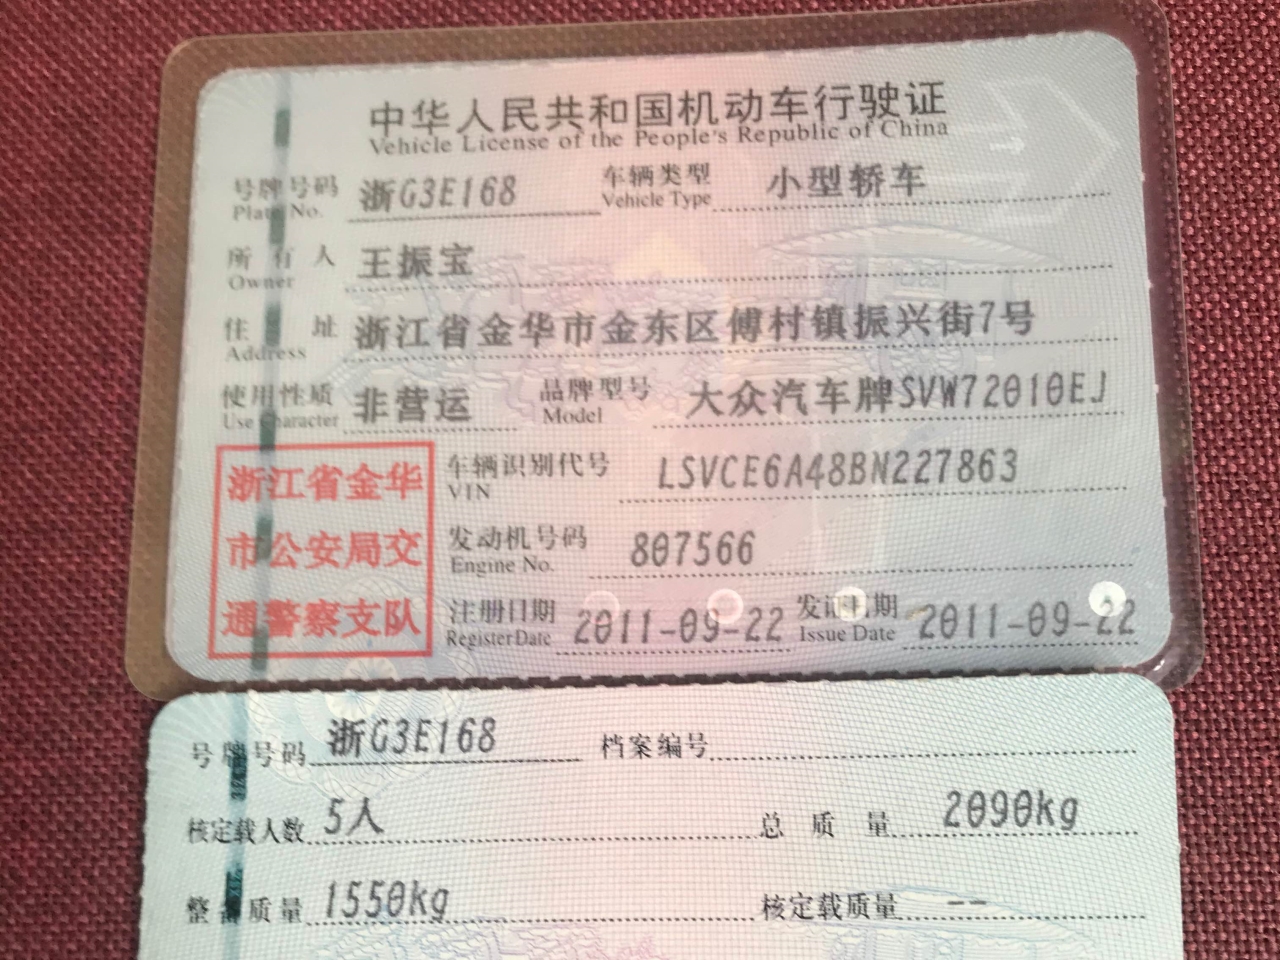 中华人民共和国机动车行驶证
Vehicle License of the People's Republic of China
号牌号码 浙G3E168 车辆类型 小型轿车
Plate No. Vehicle Type
所有人 王振宝
Owner
住址 浙江省金华市金东区傅村镇振兴街7号
Address
使用性质 非营运 品牌型号 大众汽车牌SVW72010EJ
Use Character Model
浙江省金华
市公安局交
通警察支队
车辆识别代号 LSVCE6A48BN227863
VIN
发动机号码 807566
Engine No.
注册日期 2011-09-22 发证日期 2011-09-22
Register Date Issue Date
号牌号码 浙G3E168 档案编号
核定载人数 5人 总质量 2090kg
整备质量 1550kg 核定载质量 --